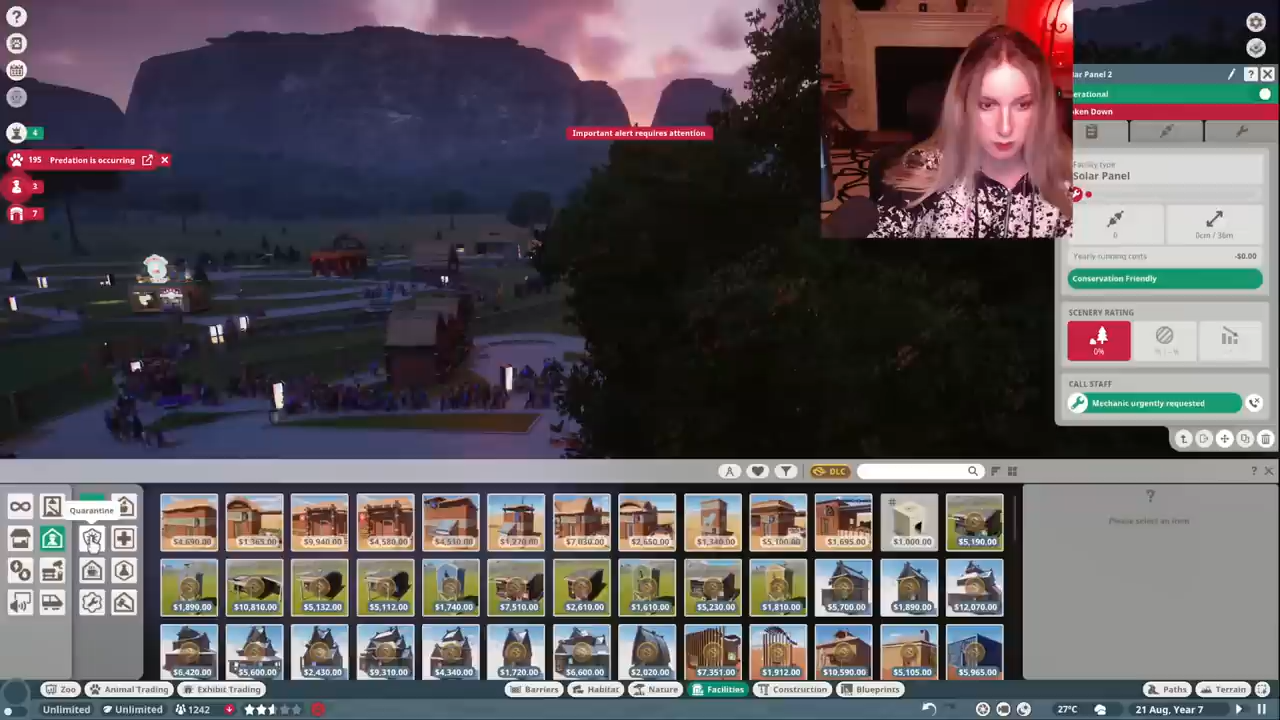 ?
4
195 Predation is occurring
3
7
Important alert requires attention
lar Panel 2
?
erational
oken Down
Facility type
Solar Panel
0
0cm / 38m
Yearly running costs -$0.00
Conservation Friendly
SCENERY RATING
0%
CALL STAFF
Mechanic urgently requested
DLC
?
Quarantine
$4,690.00 $1,365.00 $9,940.00 $4,580.00 $4,510.00 $1,270.00 $7,030.00 $2,650.00 $1,340.00 $5,100.00 $1,695.00 $1,000.00 $5,190.00
$1,890.00 $10,810.00 $5,132.00 $5,112.00 $1,740.00 $7,510.00 $2,610.00 $1,610.00 $5,230.00 $1,810.00 $5,700.00 $1,890.00 $12,070.00
$6,420.00 $5,600.00 $2,430.00 $9,310.00 $4,340.00 $1,720.00 $6,600.00 $2,020.00 $7,351.00 $1,912.00 $10,590.00 $5,105.00 $5,965.00
?
Please select an item
Zoo Animal Trading Exhibit Trading Barriers Habitat Nature Facilities Construction Blueprints Paths Terrain
Unlimited Unlimited 1242 27°C 21 Aug, Year 7